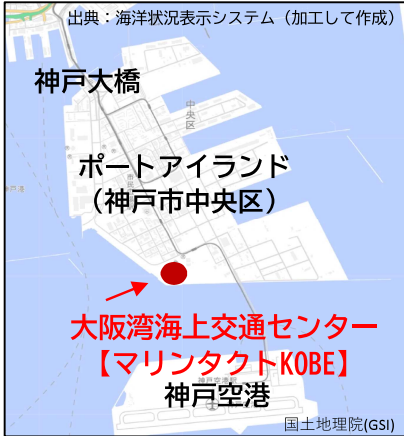 出典：海洋状況表示システム（加工して作成）
神戸大橋
中央区
ポートアイランド
（神戸市中央区）
大阪湾海上交通センター
【マリンタクトKOBE】
神戸空港
国土地理院(GSI)